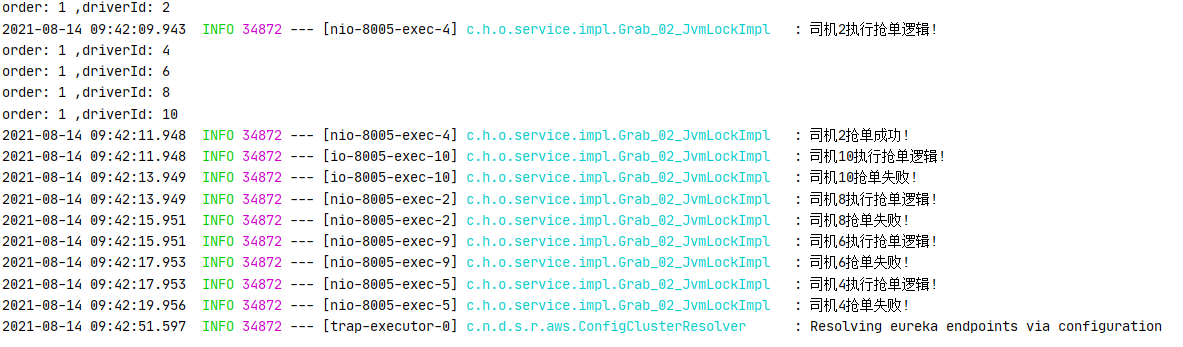 order: 1 ,driverId: 2
2021-08-14 09:42:09.943  INFO 34872 --- [nio-8005-exec-4] c.h.o.service.impl.Grab_02_JvmLockImpl   : 司机2执行抢单逻辑!
order: 1 ,driverId: 4
order: 1 ,driverId: 6
order: 1 ,driverId: 8
order: 1 ,driverId: 10
2021-08-14 09:42:11.948  INFO 34872 --- [nio-8005-exec-4] c.h.o.service.impl.Grab_02_JvmLockImpl   : 司机2抢单成功!
2021-08-14 09:42:11.948  INFO 34872 --- [io-8005-exec-10] c.h.o.service.impl.Grab_02_JvmLockImpl   : 司机10执行抢单逻辑!
2021-08-14 09:42:13.949  INFO 34872 --- [io-8005-exec-10] c.h.o.service.impl.Grab_02_JvmLockImpl   : 司机10抢单失败!
2021-08-14 09:42:13.949  INFO 34872 --- [nio-8005-exec-2] c.h.o.service.impl.Grab_02_JvmLockImpl   : 司机8执行抢单逻辑!
2021-08-14 09:42:15.951  INFO 34872 --- [nio-8005-exec-2] c.h.o.service.impl.Grab_02_JvmLockImpl   : 司机8抢单失败!
2021-08-14 09:42:15.951  INFO 34872 --- [nio-8005-exec-9] c.h.o.service.impl.Grab_02_JvmLockImpl   : 司机6执行抢单逻辑!
2021-08-14 09:42:17.953  INFO 34872 --- [nio-8005-exec-9] c.h.o.service.impl.Grab_02_JvmLockImpl   : 司机6抢单失败!
2021-08-14 09:42:17.953  INFO 34872 --- [nio-8005-exec-5] c.h.o.service.impl.Grab_02_JvmLockImpl   : 司机4执行抢单逻辑!
2021-08-14 09:42:19.956  INFO 34872 --- [nio-8005-exec-5] c.h.o.service.impl.Grab_02_JvmLockImpl   : 司机4抢单失败!
2021-08-14 09:42:51.597  INFO 34872 --- [trap-executor-0] c.n.d.s.r.aws.ConfigClusterResolver      : Resolving eureka endpoints via configuration